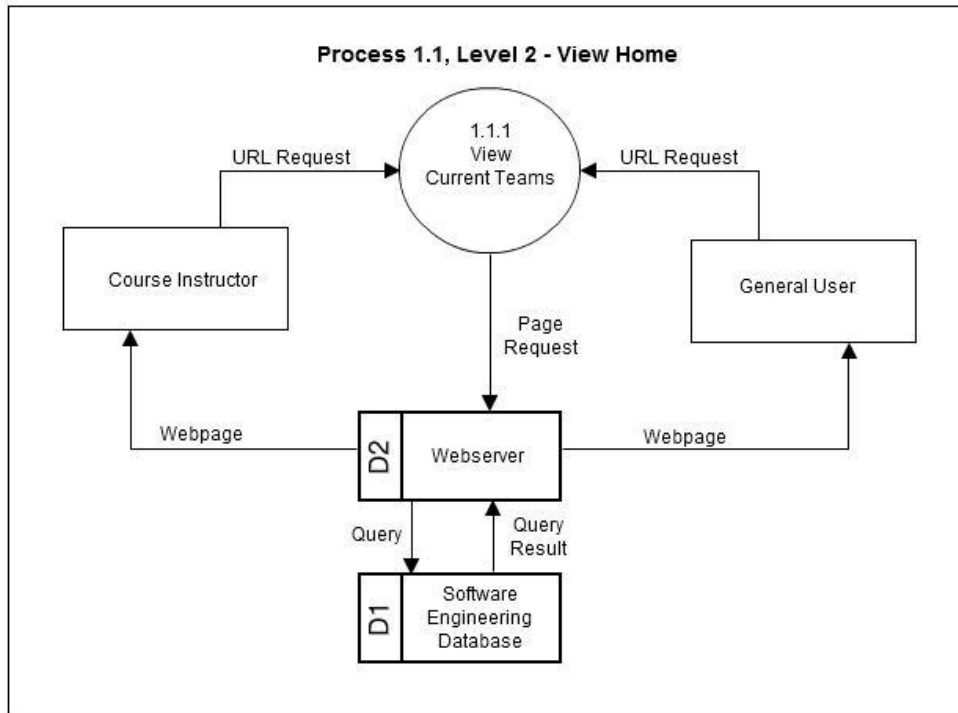 Process 1.1, Level 2 - View Home
1.1.1
View
Current Teams
URL Request
URL Request
Course Instructor
General User
Page
Request
Webpage
D2
Webserver
Webpage
Query
Query
Result
D1
Software
Engineering
Database